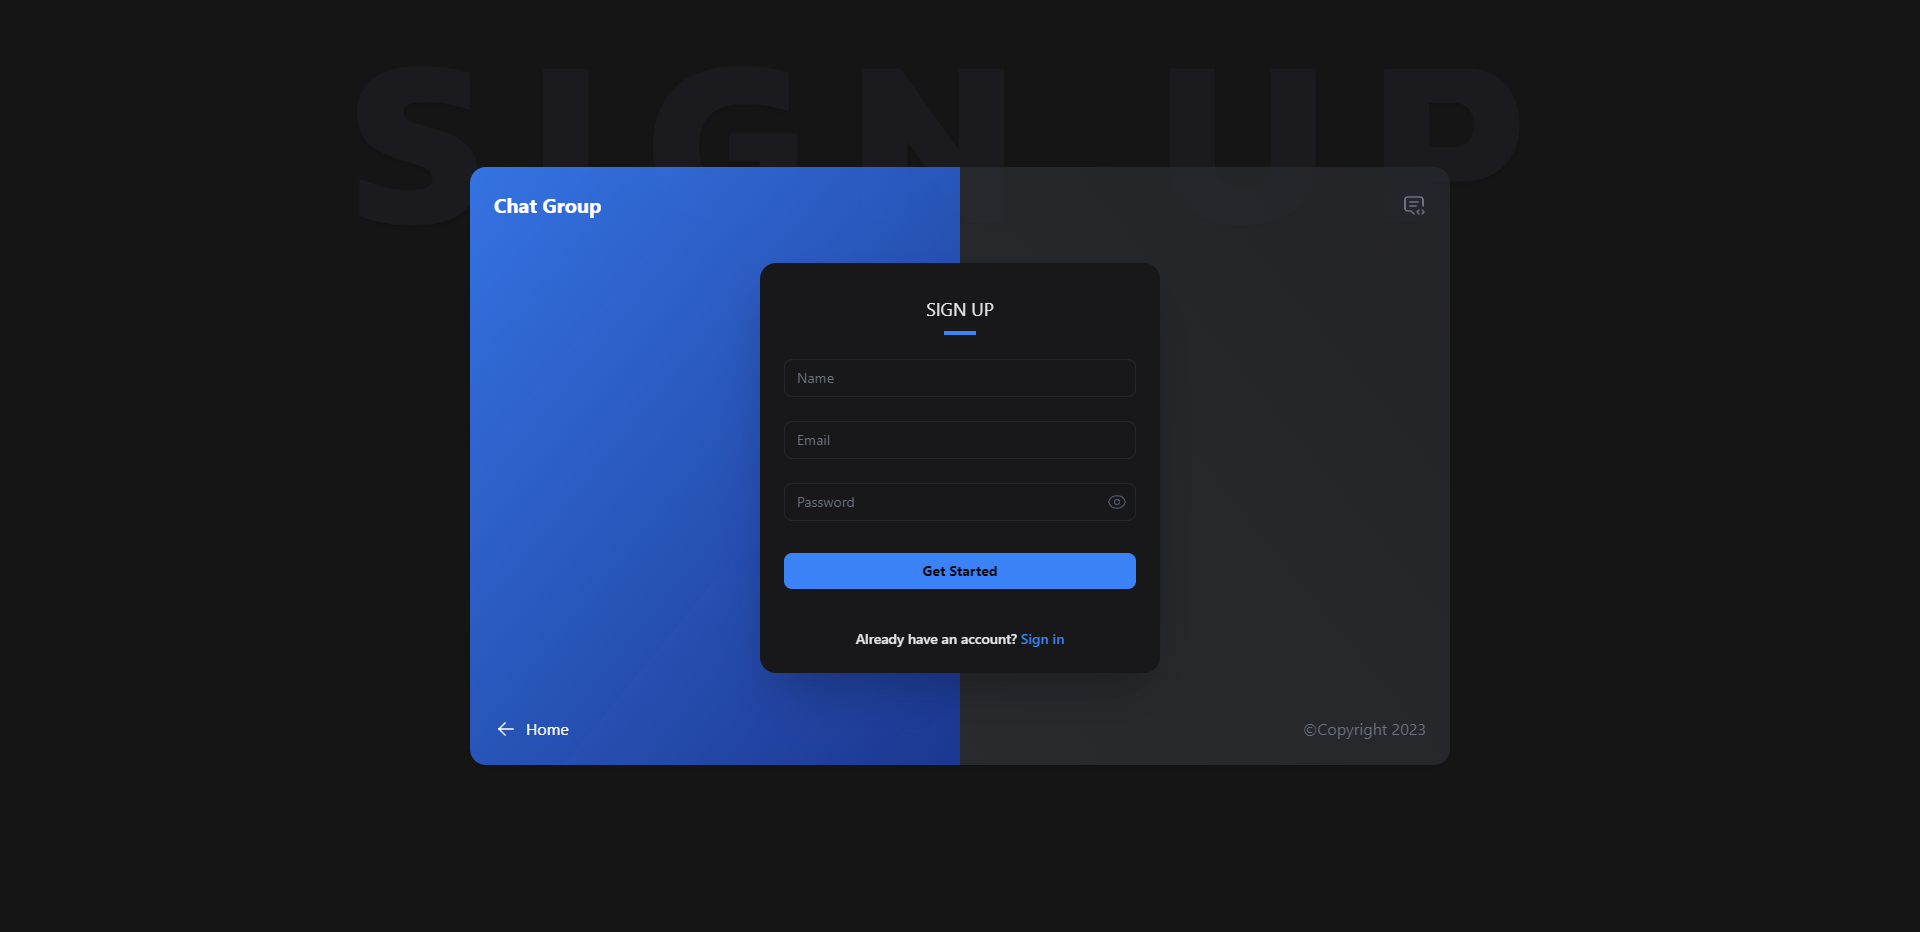 SIGN UP
Chat Group
SIGN UP
Name
Email
Password
Get Started
Already have an account? Sign in
Home
©Copyright 2023